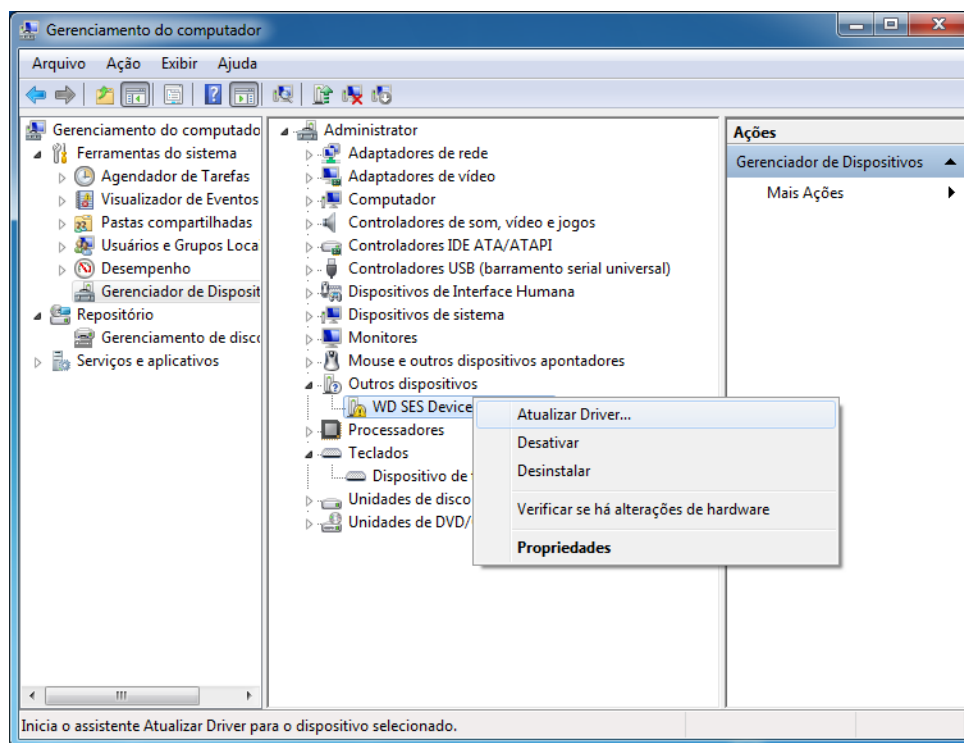 Gerenciamento do computador
Arquivo Ação Exibir Ajuda
Gerenciamento do computado
Ferramentas do sistema
Agendador de Tarefas
Visualizador de Eventos
Pastas compartilhadas
Usuários e Grupos Loca
Desempenho
Gerenciador de Disposit
Repositório
Gerenciamento de disco
Serviços e aplicativos
Administrator
Adaptadores de rede
Adaptadores de vídeo
Computador
Controladores de som, vídeo e jogos
Controladores IDE ATA/ATAPI
Controladores USB (barramento serial universal)
Dispositivos de Interface Humana
Dispositivos de sistema
Monitores
Mouse e outros dispositivos apontadores
Outros dispositivos
WD SES Device
Processadores
Teclados
Dispositivo de
Unidades de disco
Unidades de DVD/
Atualizar Driver...
Desativar
Desinstalar
Verificar se há alterações de hardware
Propriedades
Ações
Gerenciador de Dispositivos
Mais Ações
Inicia o assistente Atualizar Driver para o dispositivo selecionado.